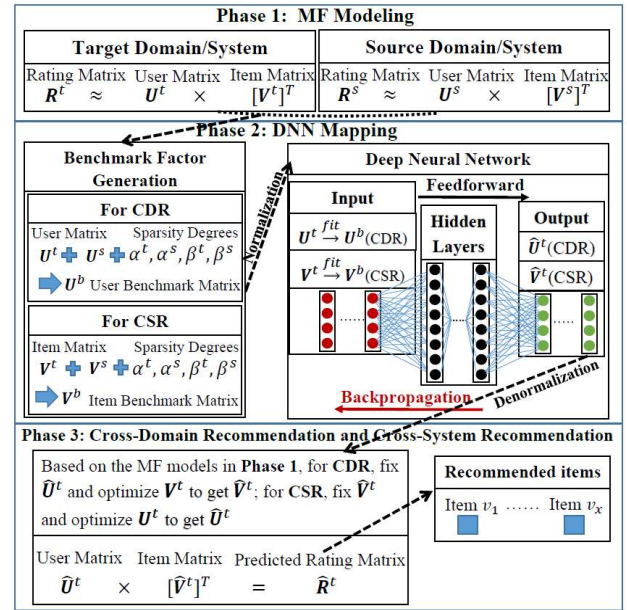 Phase 1: MF Modeling
Target Domain/System
Rating Matrix User Matrix Item Matrix
R^t ≈ U^t × [V^t]^T
Source Domain/System
Rating Matrix User Matrix Item Matrix
R^s ≈ U^s × [V^s]^T
Phase 2: DNN Mapping
Benchmark Factor
Generation
For CDR
User Matrix Sparsity Degrees
U^t + U^s + α^t, α^s, β^t, β^s
U^b User Benchmark Matrix
For CSR
Item Matrix Sparsity Degrees
V^t + V^s + α^t, α^s, β^t, β^s
V^b Item Benchmark Matrix
Normalization
Deep Neural Network
Feedforward
Input
U^t fit→ U^b(CDR)
V^t fit→ V^b(CSR)
Hidden
Layers
Output
Û^t(CDR)
V̂^t(CSR)
Backpropagation
Denormalization
Phase 3: Cross-Domain Recommendation and Cross-System Recommendation
Based on the MF models in Phase 1, for CDR, fix
Û^t and optimize V^t to get V̂^t; for CSR, fix V̂^t
and optimize U^t to get Û^t
User Matrix Item Matrix Predicted Rating Matrix
Û^t × [V̂^t]^T = R̂^t
Recommended items
Item v_1 ...... Item v_x